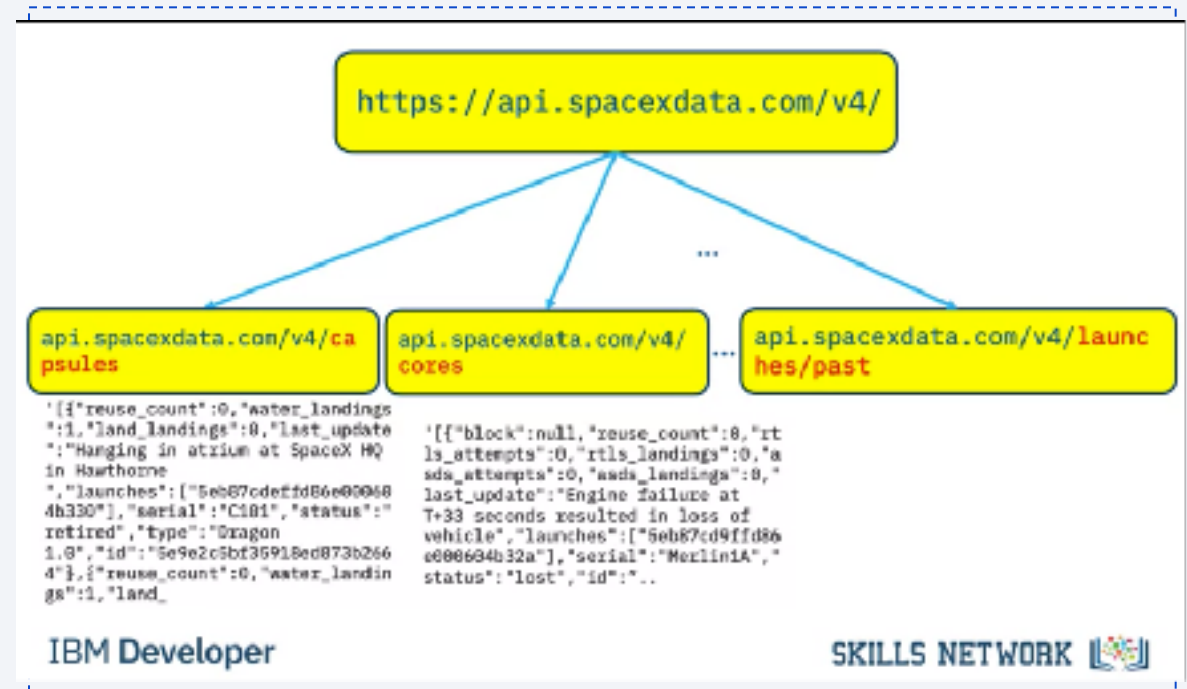 https://api.spacexdata.com/v4/
...
api.spacexdata.com/v4/ca
psules
api.spacexdata.com/v4/
cores
...
api.spacexdata.com/v4/launc
hes/past
'[{"reuse_count":0,"water_landings
":1,"land_landings":0,"last_update
":"Hanging in atrium at SpaceX HQ
in Hawthorne
","launches":["5eb87cdeffd86e00060
4b330"],"serial":"C101","status":"
retired","type":"Dragon
1.0","id":"5e9e2c5bf35918ed873b266
4"},{"reuse_count":0,"water_landin
gs":1,"land_
'[{"block":null,"reuse_count":0,"rt
ls_attempts":0,"rtls_landings":0,"a
sds_attempts":0,"asds_landings":0,"
last_update":"Engine failure at
T+33 seconds resulted in loss of
vehicle","launches":["5eb87cd9ffd86
e000604b32a"],"serial":"Merlin1A","
status":"lost","id":"..
IBM Developer
SKILLS NETWORK